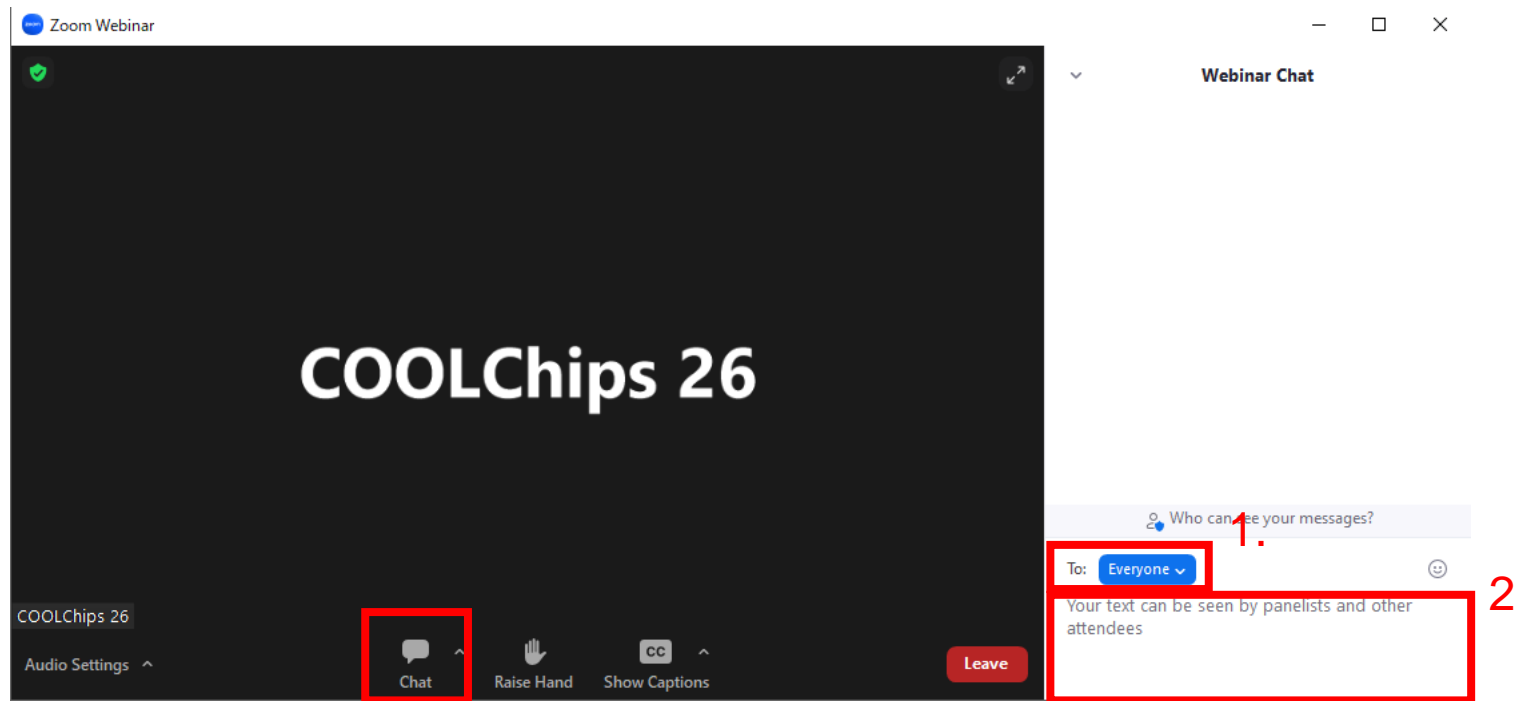 Zoom Webinar
Webinar Chat
COOLChips 26
Who can see your messages?
1.
To: Everyone
2
Your text can be seen by panelists and other
attendees
COOLChips 26
Audio Settings
Chat
Raise Hand
CC
Show Captions
Leave